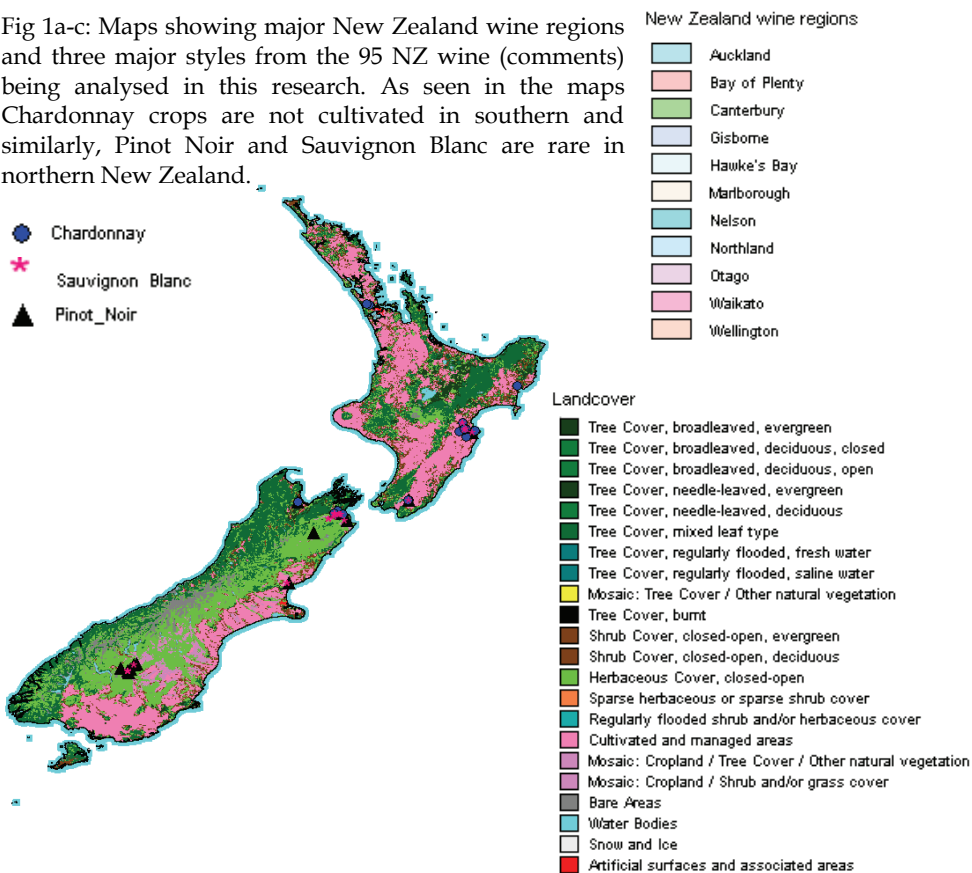 Fig 1a-c: Maps showing major New Zealand wine regions
and three major styles from the 95 NZ wine (comments)
being analysed in this research. As seen in the maps
Chardonnay crops are not cultivated in southern and
similarly, Pinot Noir and Sauvignon Blanc are rare in
northern New Zealand.
Chardonnay
Sauvignon Blanc
Pinot_Noir
New Zealand wine regions
Auckland
Bay of Plenty
Canterbury
Gisborne
Hawke's Bay
Marlborough
Nelson
Northland
Otago
Waikato
Wellington
Landcover
Tree Cover, broadleaved, evergreen
Tree Cover, broadleaved, deciduous, closed
Tree Cover, broadleaved, deciduous, open
Tree Cover, needle-leaved, evergreen
Tree Cover, needle-leaved, deciduous
Tree Cover, mixed leaf type
Tree Cover, regularly flooded, fresh water
Tree Cover, regularly flooded, saline water
Mosaic: Tree Cover / Other natural vegetation
Tree Cover, burnt
Shrub Cover, closed-open, evergreen
Shrub Cover, closed-open, deciduous
Herbaceous Cover, closed-open
Sparse herbaceous or sparse shrub cover
Regularly flooded shrub and/or herbaceous cover
Cultivated and managed areas
Mosaic: Cropland / Tree Cover / Other natural vegetation
Mosaic: Cropland / Shrub and/or grass cover
Bare Areas
Water Bodies
Snow and Ice
Artificial surfaces and associated areas